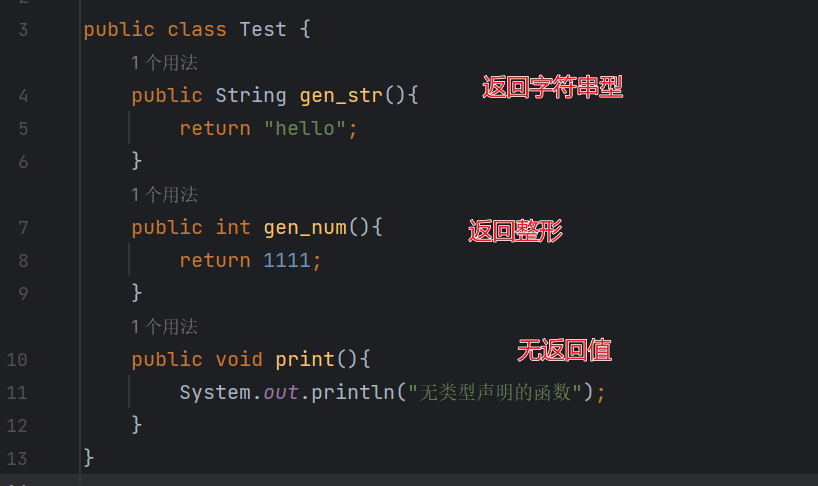 3 public class Test {
1 个用法
4 public String gen_str(){ 返回字符串型
5 return "hello";
6 }
1 个用法
7 public int gen_num(){ 返回整形
8 return 1111;
9 }
1 个用法
10 public void print(){ 无返回值
11 System.out.println("无类型声明的函数");
12 }
13 }